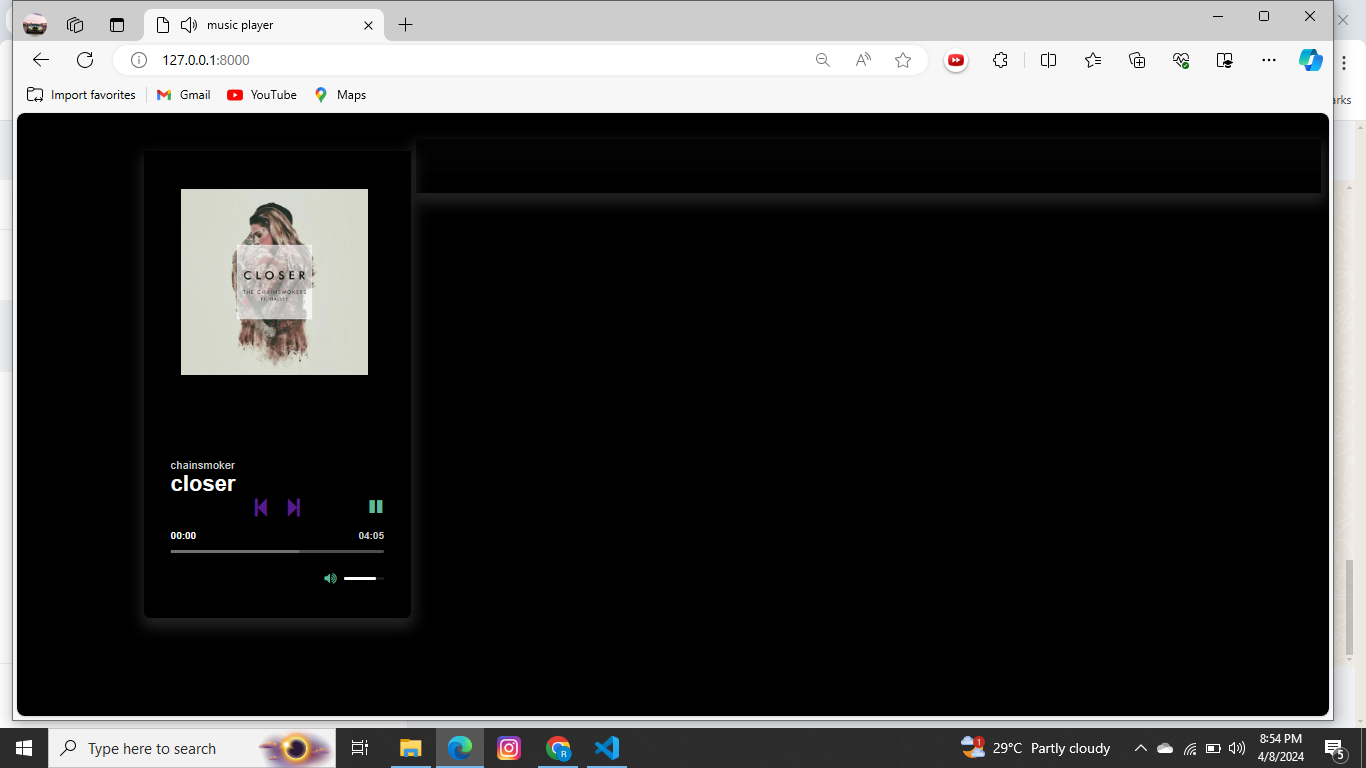 music player
127.0.0.1:8000
Import favorites
Gmail
YouTube
Maps
arks
CLOSER
THE CHAINSMOKERS
FT. HALSEY
chainsmoker
closer
00:00
04:05
Type here to search
R
1
29°C Partly cloudy
8:54 PM
4/8/2024
5